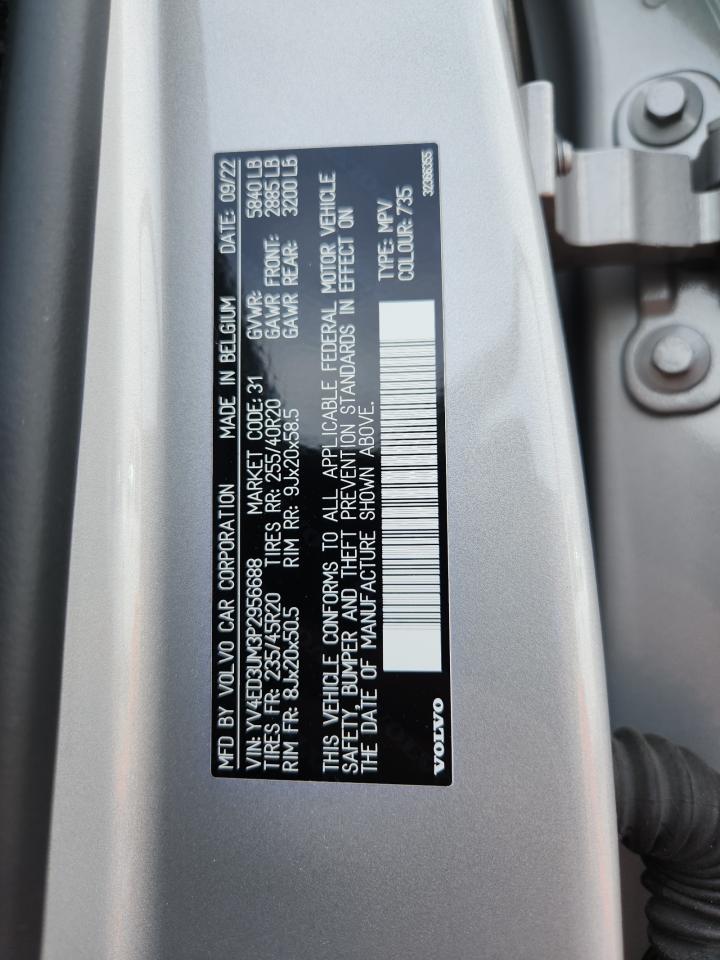 MFD BY VOLVO CAR CORPORATION MADE IN BELGIUM DATE: 09/22
VIN: YV4ED3UM3P2956688 MARKET CODE: 31 GVWR: 5840 LB
TIRES FR: 235/45R20 TIRES RR: 255/40R20 GAWR FRONT: 2885 LB
RIM FR: 8Jx20x50.5 RIM RR: 9Jx20x58.5 GAWR REAR: 3200 LB
THIS VEHICLE CONFORMS TO ALL APPLICABLE FEDERAL MOTOR VEHICLE
SAFETY, BUMPER AND THEFT PREVENTION STANDARDS IN EFFECT ON
THE DATE OF MANUFACTURE SHOWN ABOVE.
TYPE: MPV
COLOUR: 735
VOLVO 32366355